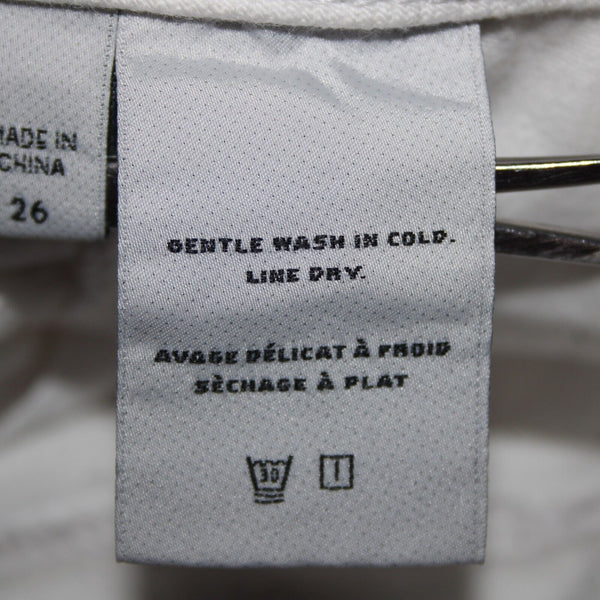 MADE IN
CHINA
26
GENTLE WASH IN COLD.
LINE DRY.
AVAGE DÉLICAT À FROID
SÈCHAGE À PLAT
30